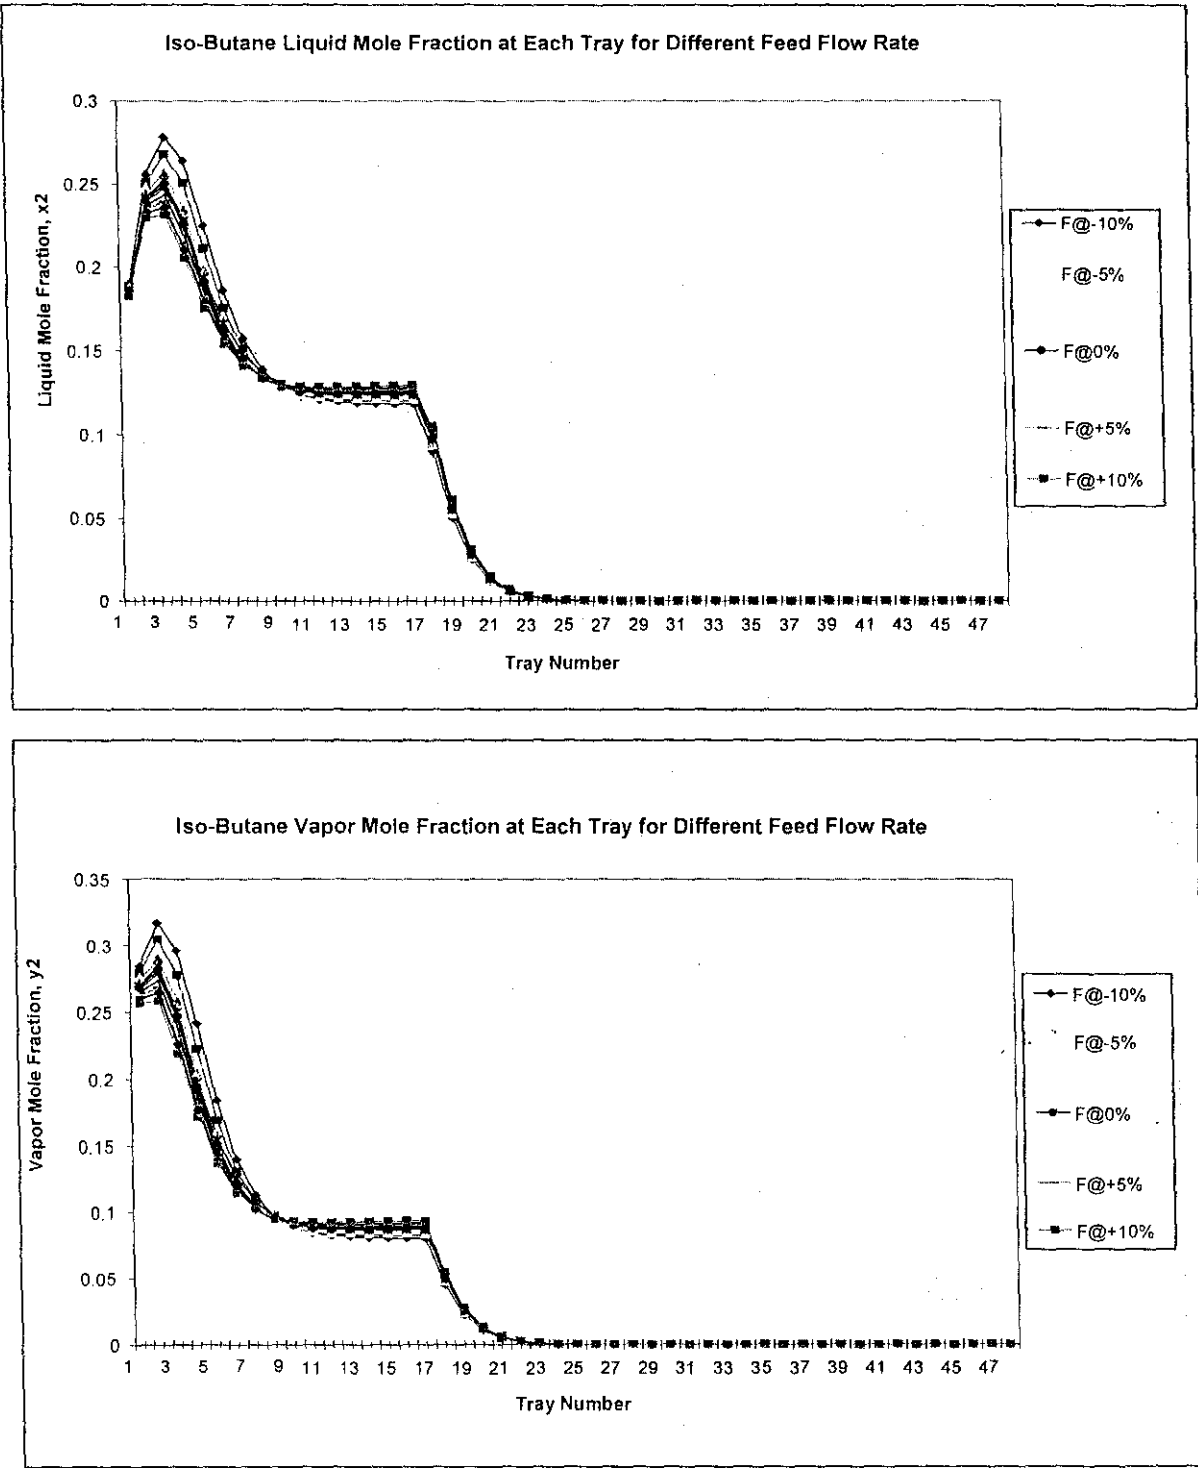 Iso-Butane Liquid Mole Fraction at Each Tray for Different Feed Flow Rate
Liquid Mole Fraction, x2
0.3
0.25
0.2
0.15
0.1
0.05
0
1 3 5 7 9 11 13 15 17 19 21 23 25 27 29 31 33 35 37 39 41 43 45 47
Tray Number
F@-10%
F@-5%
F@0%
F@+5%
F@+10%
Iso-Butane Vapor Mole Fraction at Each Tray for Different Feed Flow Rate
Vapor Mole Fraction, y2
0.35
0.3
0.25
0.2
0.15
0.1
0.05
0
1 3 5 7 9 11 13 15 17 19 21 23 25 27 29 31 33 35 37 39 41 43 45 47
Tray Number
F@-10%
F@-5%
F@0%
F@+5%
F@+10%